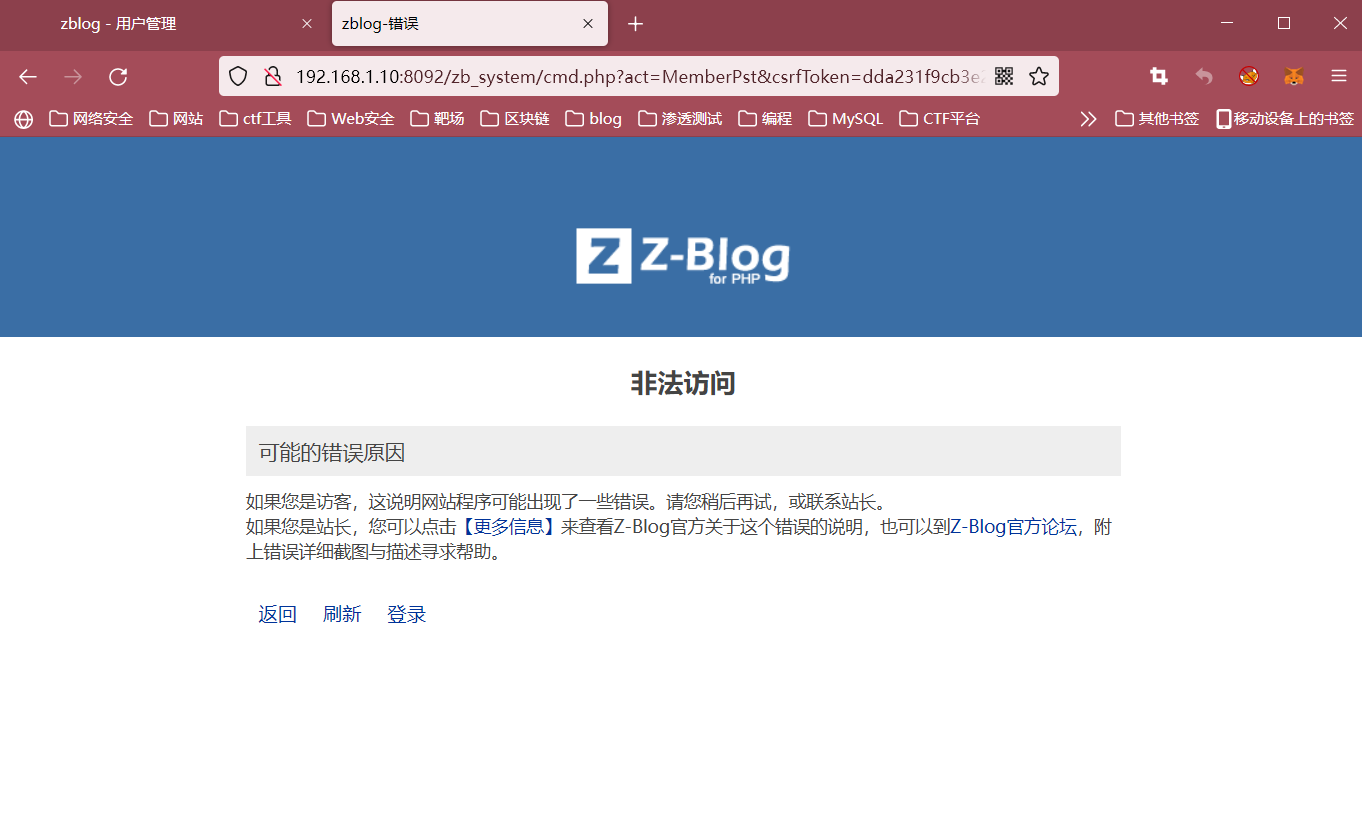 zblog - 用户管理
zblog-错误
192.168.1.10:8092/zb_system/cmd.php?act=MemberPst&csrfToken=dda231f9cb3e2
网络安全 网站 ctf工具 Web安全 靶场 区块链 blog 渗透测试 编程 MySQL CTF平台 其他书签 移动设备上的书签
Z Z-Blog
for PHP
非法访问
可能的错误原因
如果您是访客，这说明网站程序可能出现了一些错误。请您稍后再试，或联系站长。
如果您是站长，您可以点击【更多信息】来查看Z-Blog官方关于这个错误的说明，也可以到Z-Blog官方论坛，附
上错误详细截图与描述寻求帮助。
返回 刷新 登录